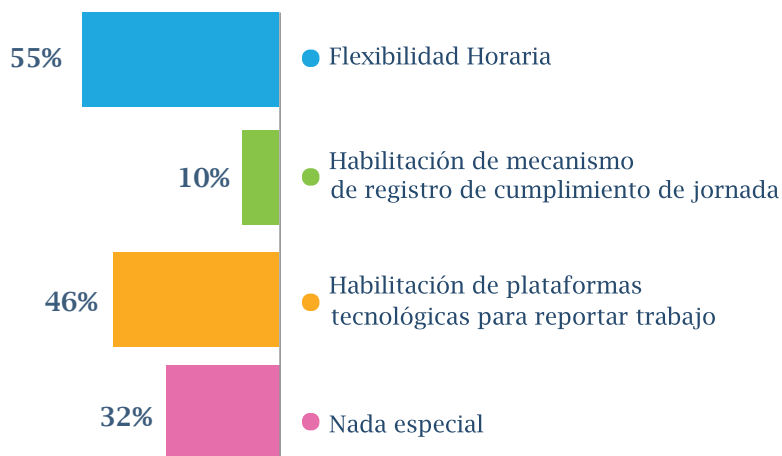 55%
Flexibilidad Horaria
10%
Habilitación de mecanismo
de registro de cumplimiento de jornada
46%
Habilitación de plataformas
tecnológicas para reportar trabajo
32%
Nada especial